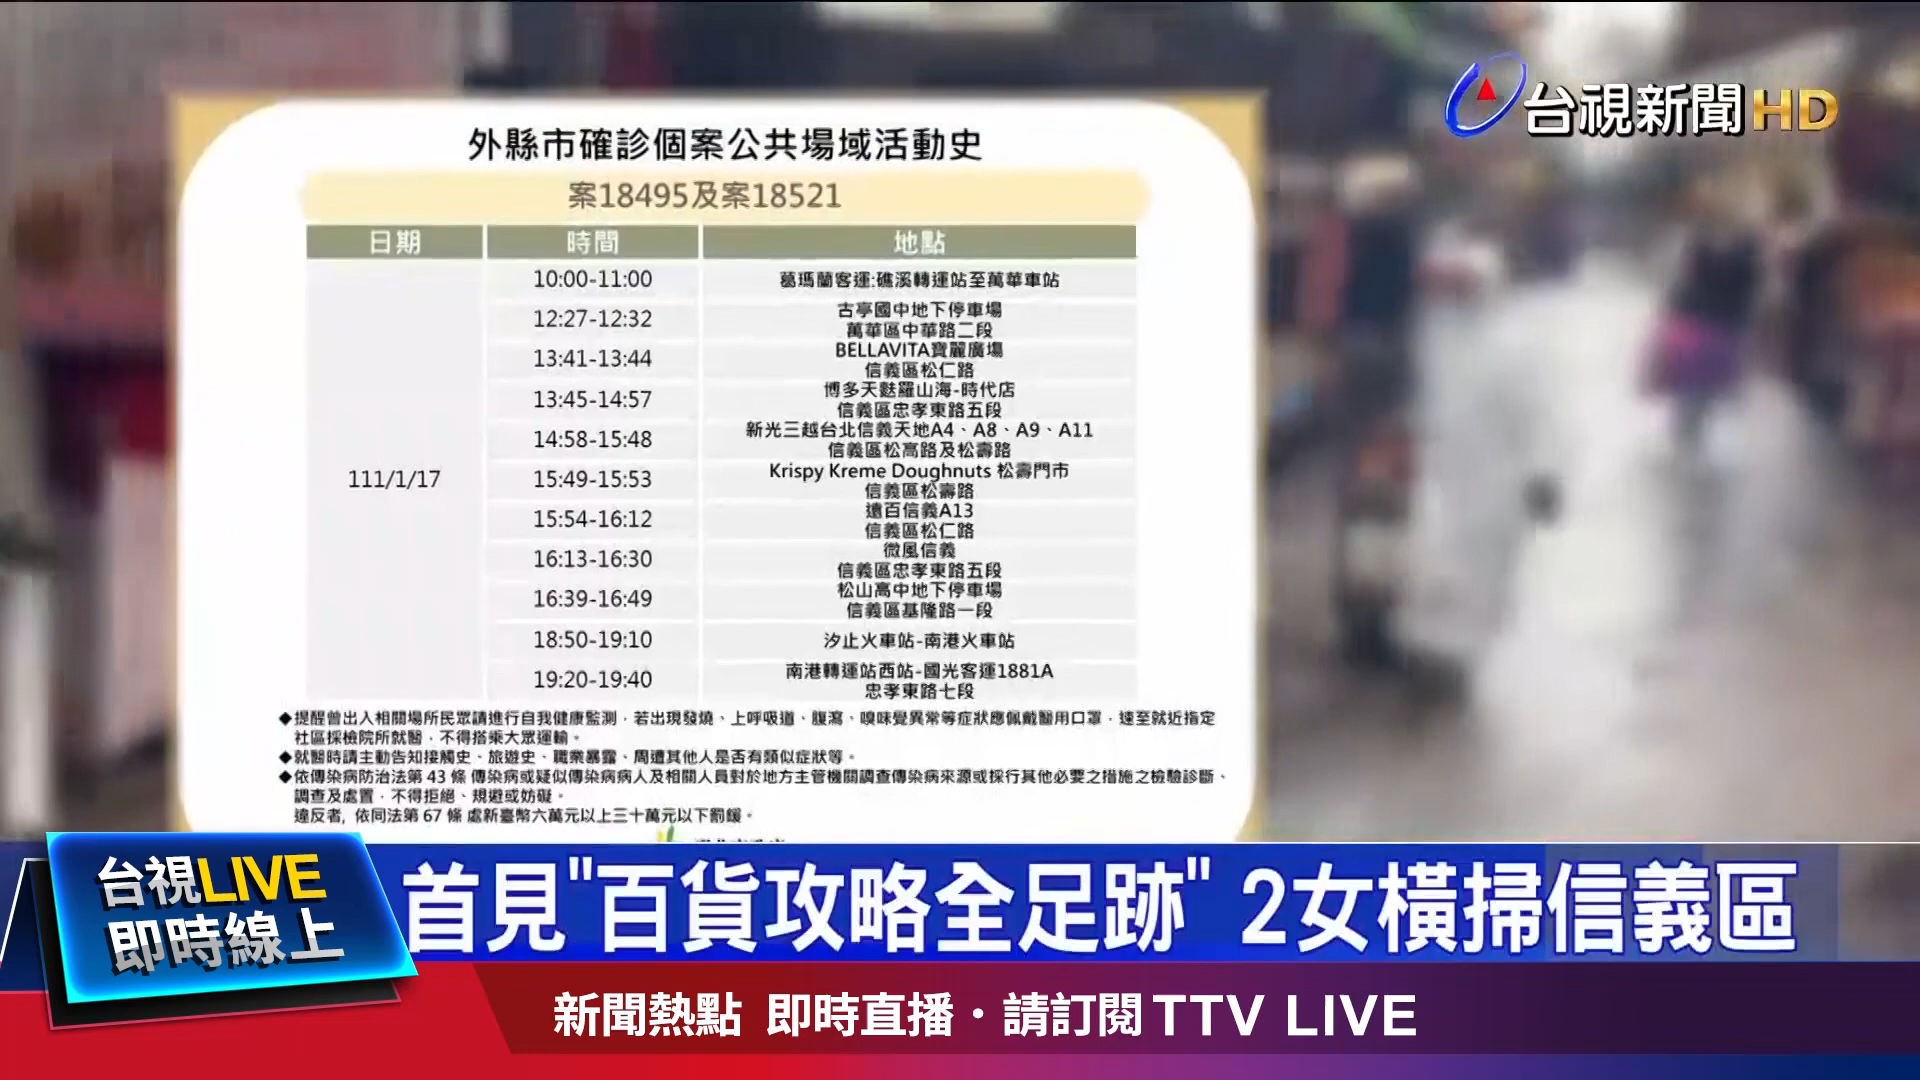 台視新聞HD
外縣市確診個案公共場域活動史
案18495及案18521
日期 時間 地點
111/1/17
10:00-11:00 葛瑪蘭客運:礁溪轉運站至萬華車站
12:27-12:32 古亭國中地下停車場
萬華區中華路二段
13:41-13:44 BELLAVITA寶麗廣場
信義區松仁路
13:45-14:57 博多天麩羅山海-時代店
信義區忠孝東路五段
14:58-15:48 新光三越台北信義天地A4、A8、A9、A11
信義區松高路及松壽路
15:49-15:53 Krispy Kreme Doughnuts 松壽門市
信義區松壽路
15:54-16:12 遠百信義A13
信義區松仁路
16:13-16:30 微風信義
信義區忠孝東路五段
16:39-16:49 松山高中地下停車場
信義區基隆路一段
18:50-19:10 汐止火車站-南港火車站
19:20-19:40 南港轉運站西站-國光客運1881A
忠孝東路七段
◆提醒曾出入相關場所民眾請進行自我健康監測，若出現發燒、上呼吸道、腹瀉、嗅味覺異常等症狀應佩戴醫用口罩，速至就近指定
社區採檢院所就醫，不得搭乘大眾運輸。
◆就醫時請主動告知接觸史、旅遊史、職業暴露、周遭其他人是否有類似症狀等。
◆依傳染病防治法第 43 條 傳染病或疑似傳染病病人及相關人員對於地方主管機關調查傳染病來源或採行其他必要之措施之檢驗診斷、
調查及處置，不得拒絕、規避或妨礙。
違反者, 依同法第 67 條 處新臺幣六萬元以上三十萬元以下罰鍰。
台視LIVE
即時線上
首見"百貨攻略全足跡" 2女橫掃信義區
新聞熱點 即時直播・請訂閱TTV LIVE